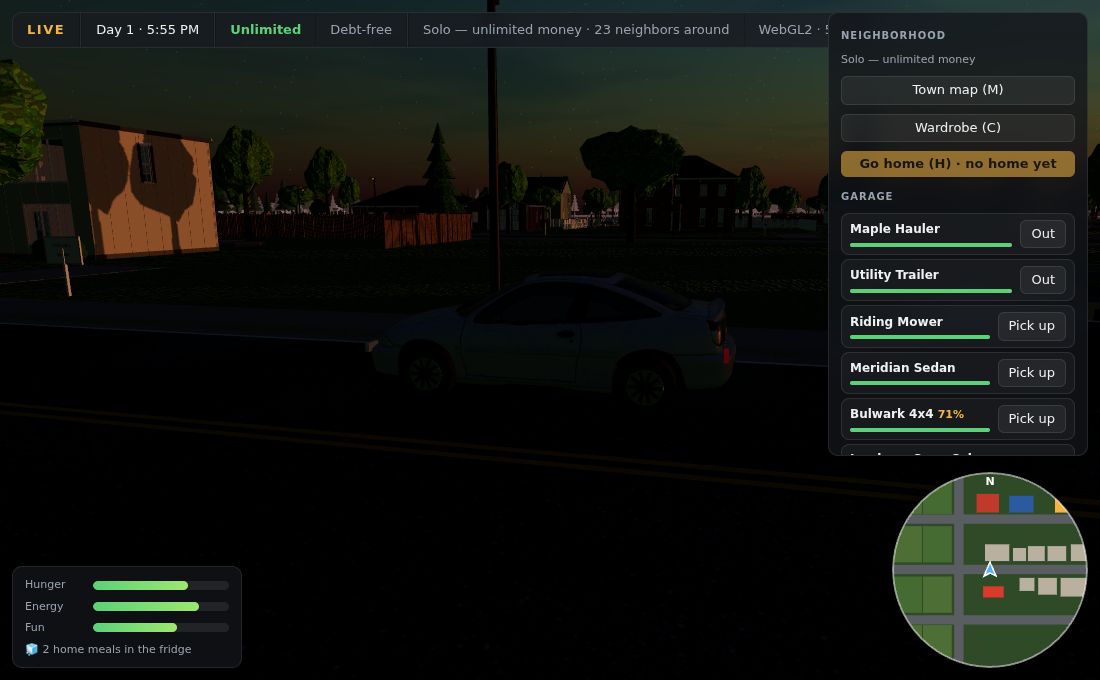 LIVE
Day 1 · 5:55 PM
Unlimited
Debt-free
Solo — unlimited money · 23 neighbors around
WebGL2 ·
NEIGHBORHOOD
Solo — unlimited money
Town map (M)
Wardrobe (C)
Go home (H) · no home yet
GARAGE
Maple Hauler
Out
Utility Trailer
Out
Riding Mower
Pick up
Meridian Sedan
Pick up
Bulwark 4x4 71%
Pick up
N
Hunger
Energy
Fun
2 home meals in the fridge